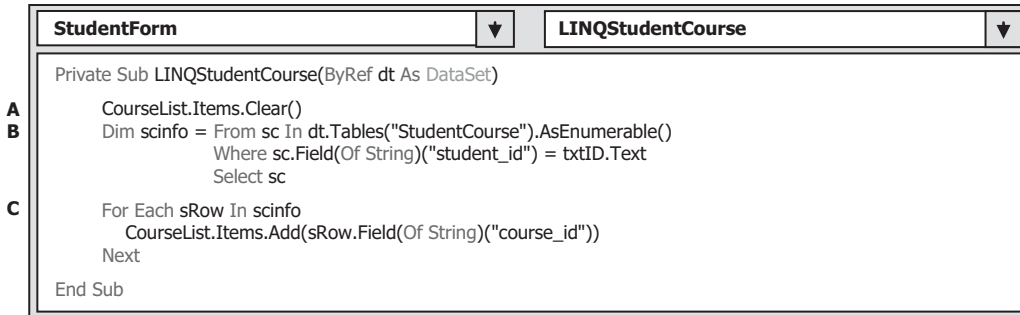 StudentForm LINQStudentCourse
Private Sub LINQStudentCourse(ByRef dt As DataSet)
A CourseList.Items.Clear()
B Dim scinfo = From sc In dt.Tables("StudentCourse").AsEnumerable()
Where sc.Field(Of String)("student_id") = txtID.Text
Select sc
C For Each sRow In scinfo
CourseList.Items.Add(sRow.Field(Of String)("course_id"))
Next
End Sub